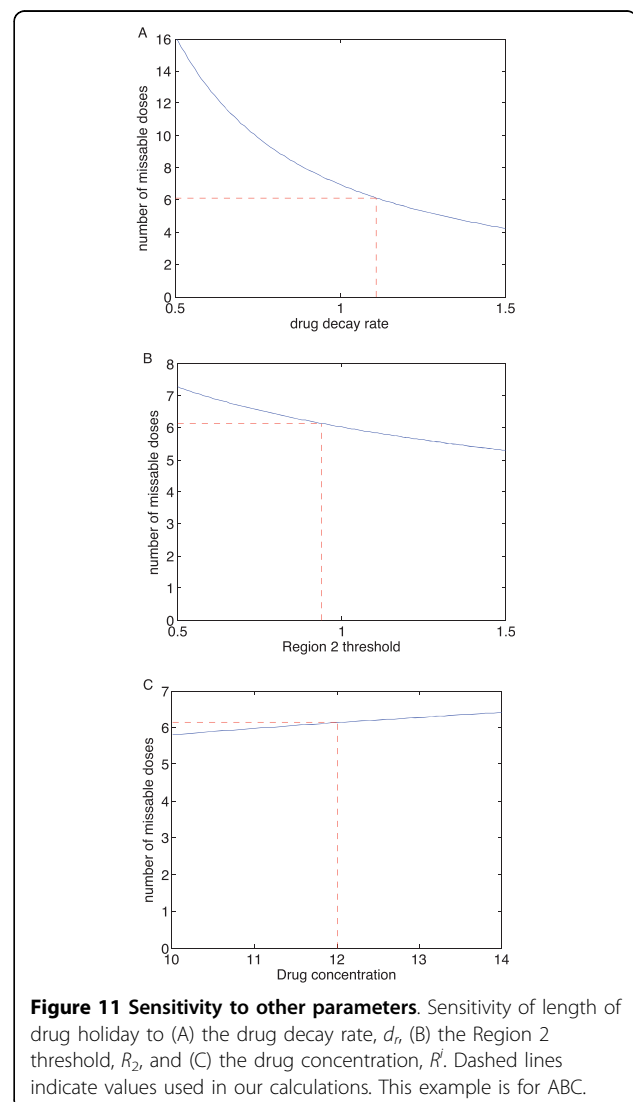 A
16
14
12
10
8
6
4
2
0
number of missable doses
0.5 1 1.5
drug decay rate
B
8
7
6
5
4
3
2
1
0
number of missable doses
0.5 1 1.5
Region 2 threshold
C
7
6
5
4
3
2
1
0
number of missable doses
10 11 12 13 14
Drug concentration
Figure 11 Sensitivity to other parameters. Sensitivity of length of
drug holiday to (A) the drug decay rate, dr, (B) the Region 2
threshold, R2, and (C) the drug concentration, Ri. Dashed lines
indicate values used in our calculations. This example is for ABC.